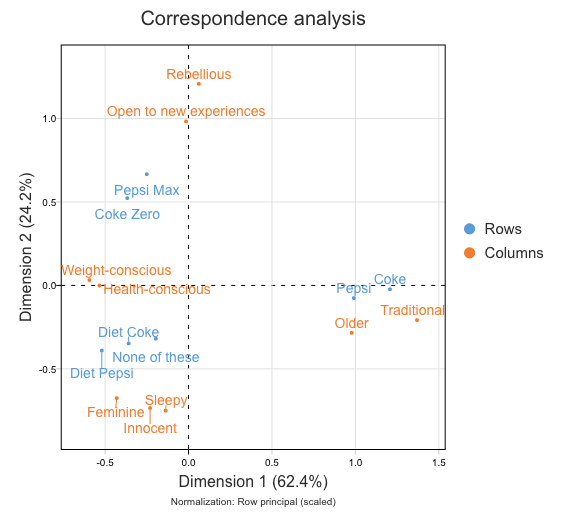 Correspondence analysis
Rebellious
Open to new experiences
1.0
Pepsi Max
0.5
Coke Zero
Rows
Columns
Weight-conscious
Coke
0.0
Health-conscious
Pepsi
Traditional
Older
Diet Coke
None of these
-0.5
Diet Pepsi
Sleepy
Feminine
Innocent
Dimension 2 (24.2%)
-0.5 0.0 0.5 1.0 1.5
Dimension 1 (62.4%)
Normalization: Row principal (scaled)